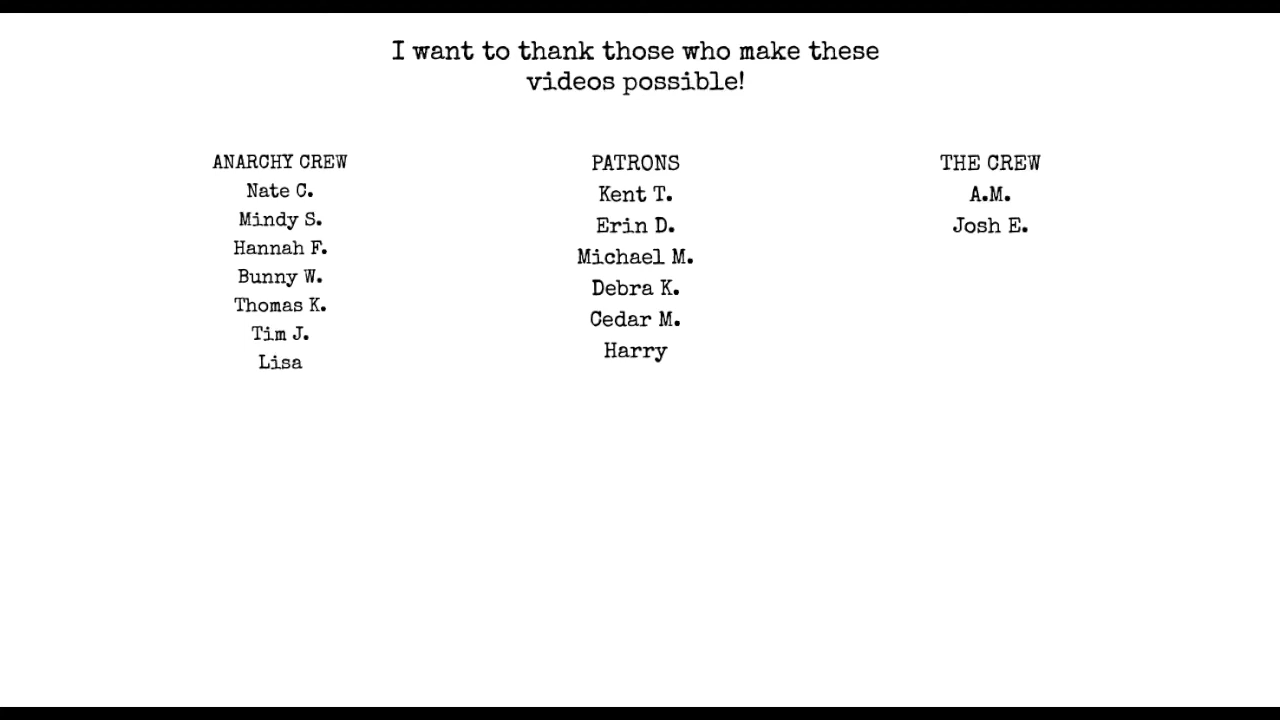 I want to thank those who make these
videos possible!
ANARCHY CREW
Nate C.
Mindy S.
Hannah F.
Bunny W.
Thomas K.
Tim J.
Lisa
PATRONS
Kent T.
Erin D.
Michael M.
Debra K.
Cedar M.
Harry
THE CREW
A.M.
Josh E.